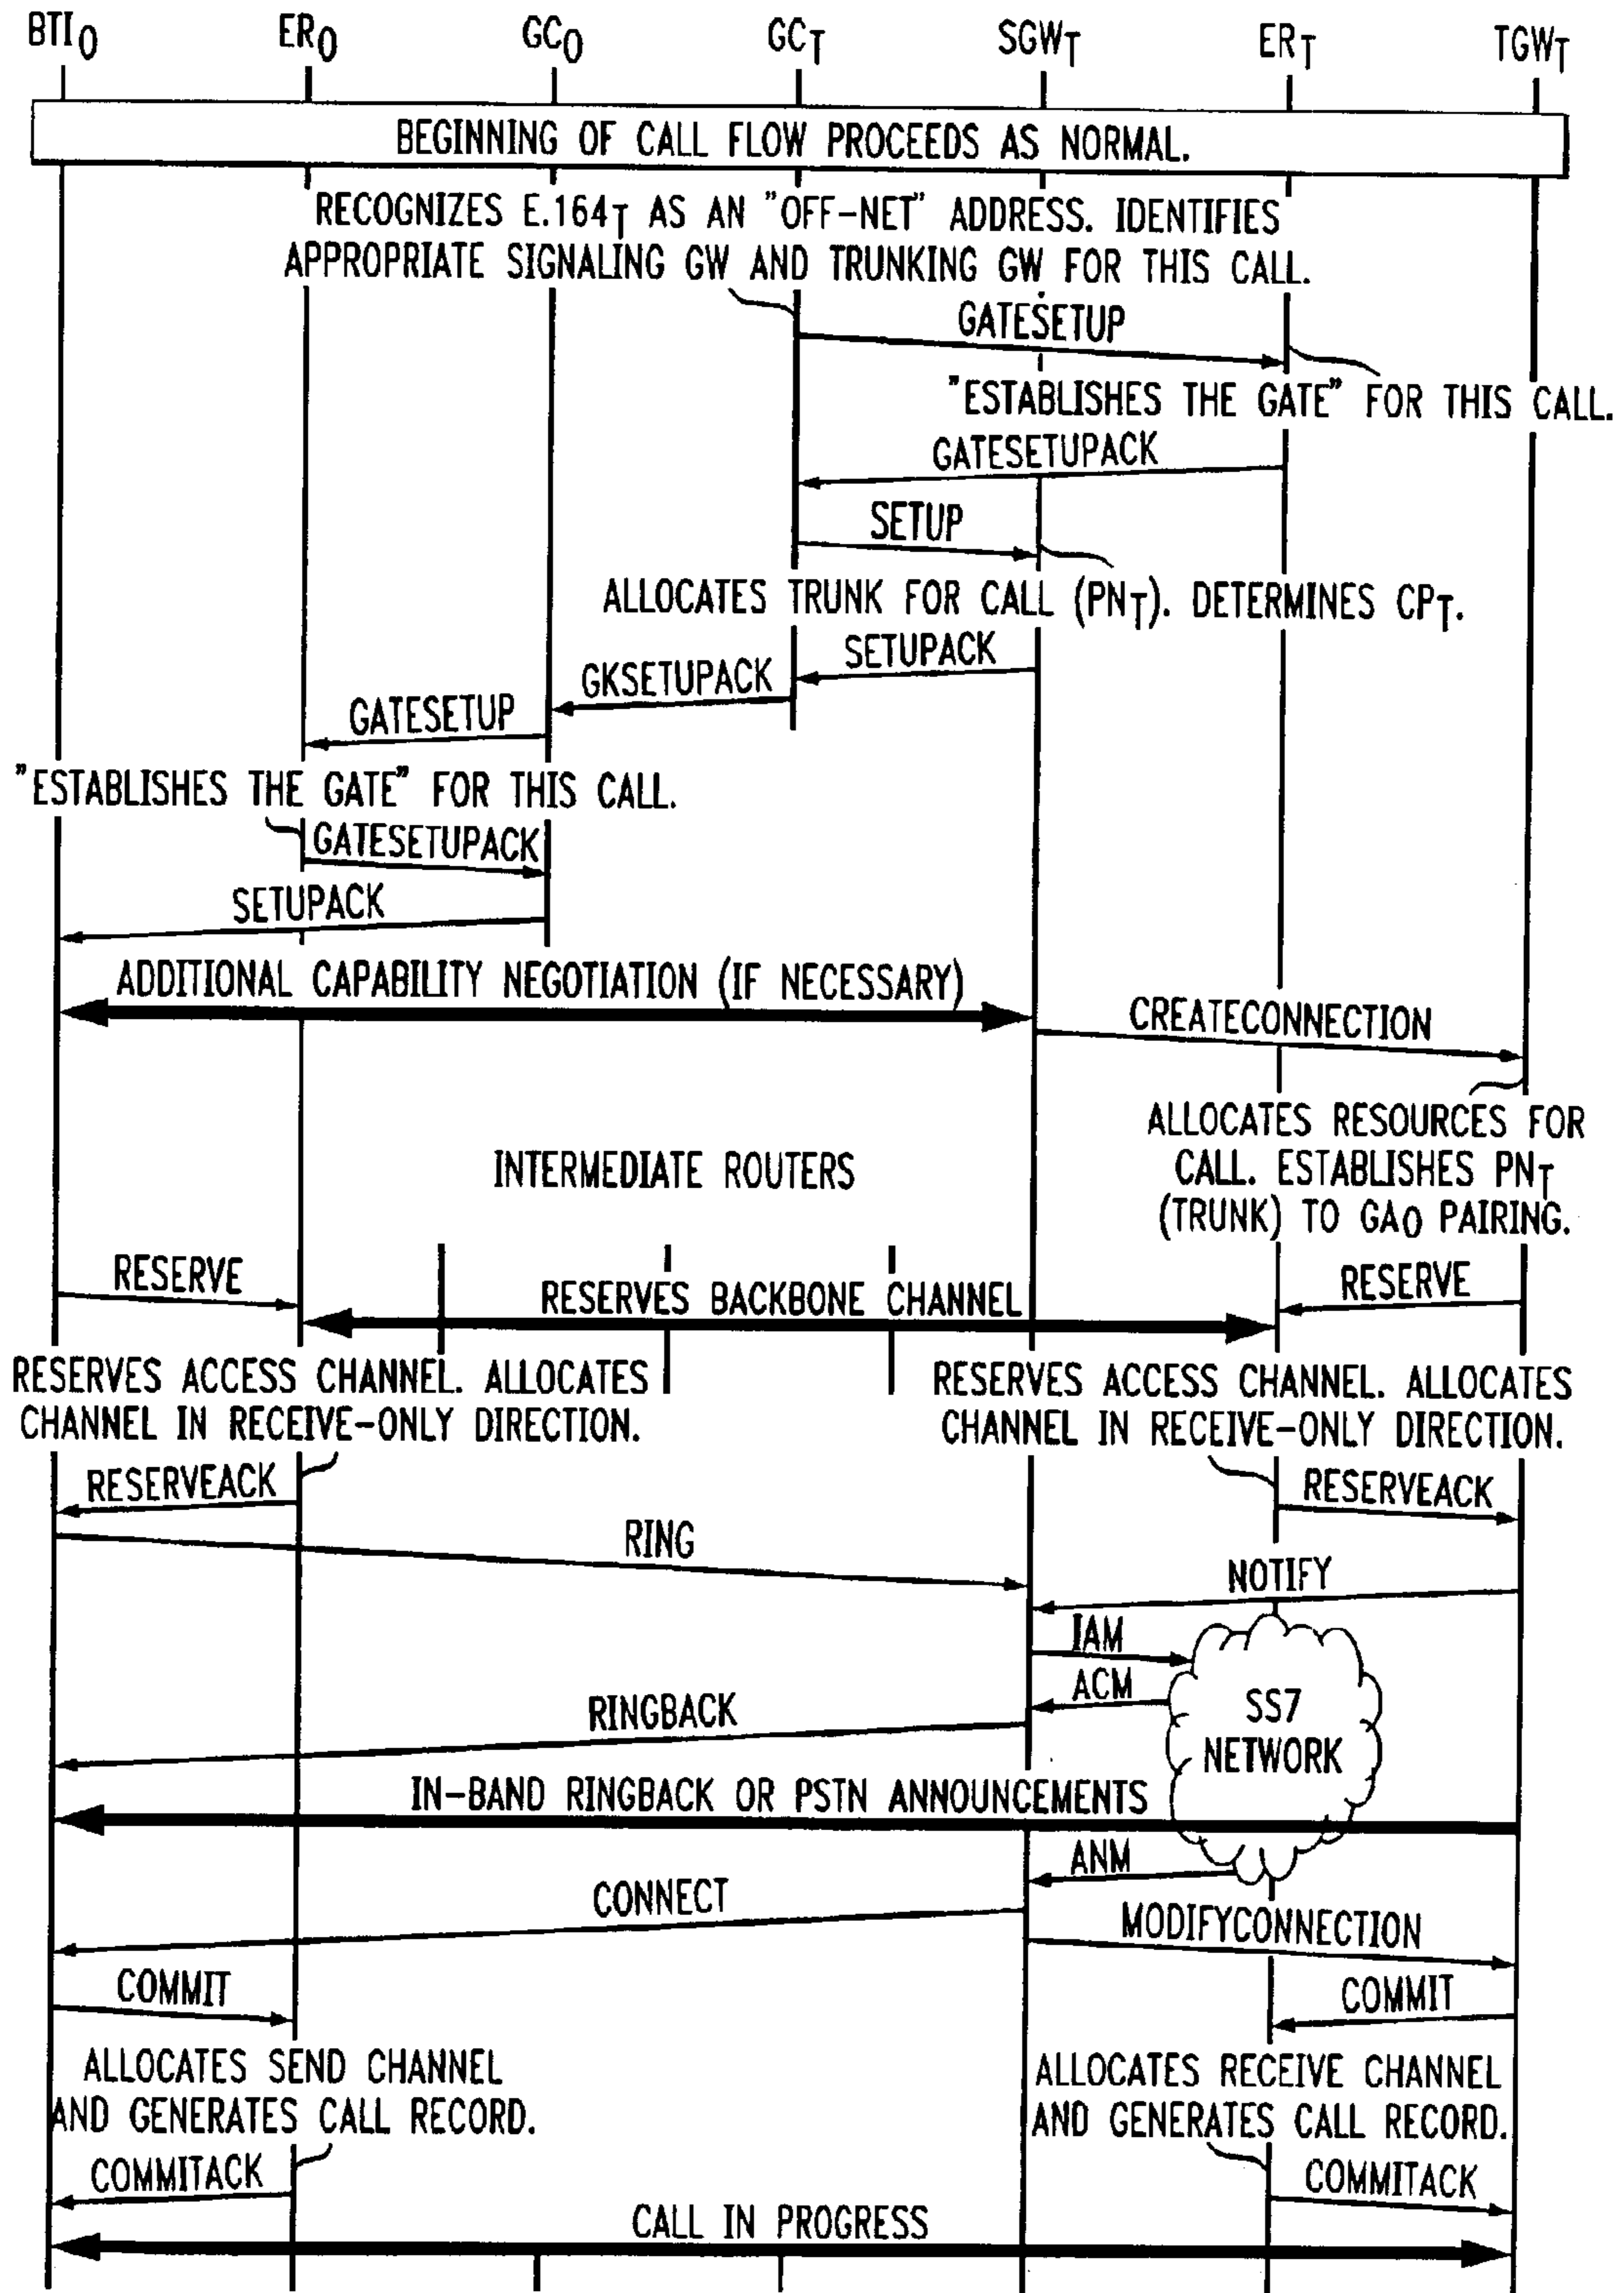 BTIO ERO GCO GCT SGWT ERT TGWT
BEGINNING OF CALL FLOW PROCEEDS AS NORMAL.
RECOGNIZES E.164T AS AN "OFF-NET" ADDRESS. IDENTIFIES
APPROPRIATE SIGNALING GW AND TRUNKING GW FOR THIS CALL.
GATESETUP
"ESTABLISHES THE GATE" FOR THIS CALL.
GATESETUPACK
SETUP
ALLOCATES TRUNK FOR CALL (PNT). DETERMINES CPT.
SETUPACK
GKSETUPACK
GATESETUP
"ESTABLISHES THE GATE" FOR THIS CALL.
GATESETUPACK
SETUPACK
ADDITIONAL CAPABILITY NEGOTIATION (IF NECESSARY)
CREATECONNECTION
ALLOCATES RESOURCES FOR
CALL. ESTABLISHES PNT
(TRUNK) TO GAO PAIRING.
INTERMEDIATE ROUTERS
RESERVE
RESERVES BACKBONE CHANNEL
RESERVE
RESERVES ACCESS CHANNEL. ALLOCATES
CHANNEL IN RECEIVE-ONLY DIRECTION.
RESERVES ACCESS CHANNEL. ALLOCATES
CHANNEL IN RECEIVE-ONLY DIRECTION.
RESERVEACK
RESERVEACK
RING
NOTIFY
IAM
ACM
SS7
NETWORK
RINGBACK
IN-BAND RINGBACK OR PSTN ANNOUNCEMENTS
ANM
CONNECT
MODIFYCONNECTION
COMMIT
COMMIT
ALLOCATES SEND CHANNEL
AND GENERATES CALL RECORD.
ALLOCATES RECEIVE CHANNEL
AND GENERATES CALL RECORD.
COMMITACK
COMMITACK
CALL IN PROGRESS